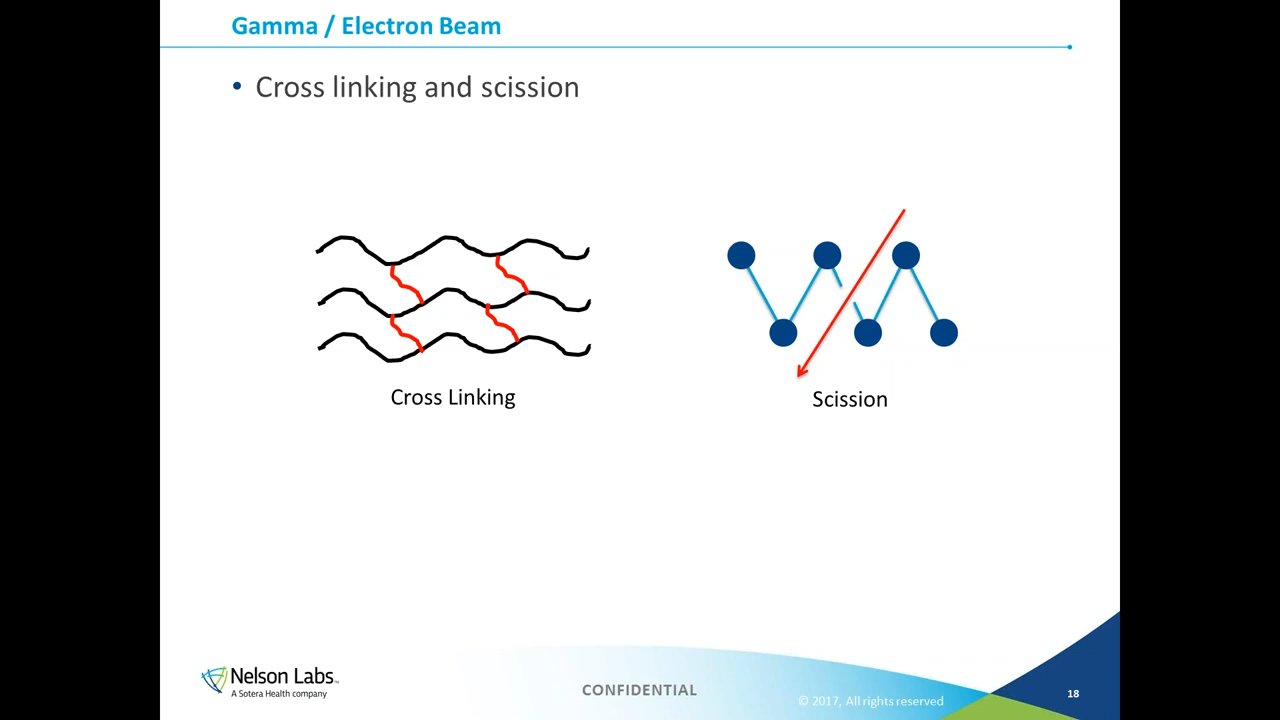 Gamma / Electron Beam
• Cross linking and scission
Cross Linking
Scission
Nelson Labs™
A Sotera Health company
CONFIDENTIAL
© 2017, All rights reserved
18